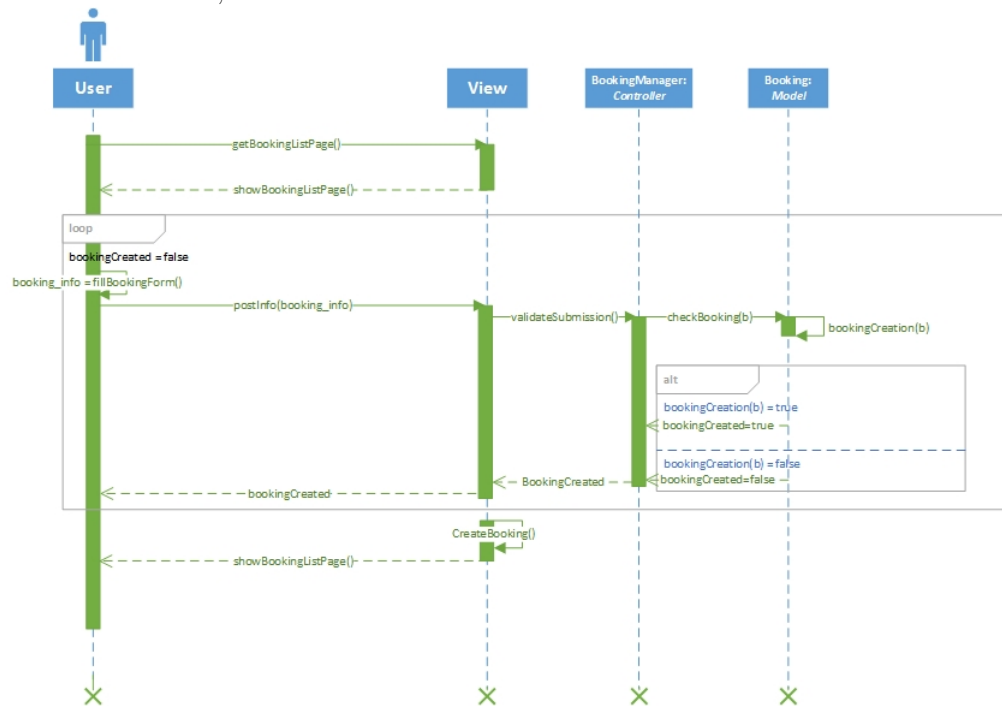 User
View
BookingManager:
Controller
Booking:
Model
getBookingListPage()
showBookingListPage()
loop
bookingCreated = false
booking_info = fillBookingForm()
postInfo(booking_info)
validateSubmission()
checkBooking(b)
bookingCreation(b)
alt
bookingCreation(b) = true
bookingCreated=true
bookingCreation(b) = false
bookingCreated=false
BookingCreated
bookingCreated
CreateBooking()
showBookingListPage()